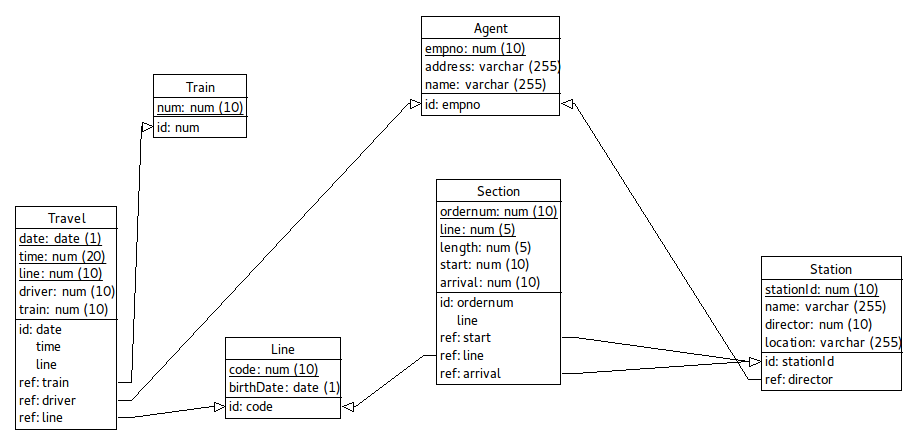 Agent
empno: num (10)
address: varchar (255)
name: varchar (255)
id: empno
Train
num: num (10)
id: num
Section
ordernum: num (10)
line: num (5)
length: num (5)
start: num (10)
arrival: num (10)
id: ordernum
line
ref: start
ref: line
ref: arrival
Travel
date: date (1)
time: num (20)
line: num (10)
driver: num (10)
train: num (10)
id: date
time
line
ref: train
ref: driver
ref: line
Station
stationId: num (10)
name: varchar (255)
director: num (10)
location: varchar (255)
id: stationId
ref: director
Line
code: num (10)
birthDate: date (1)
id: code